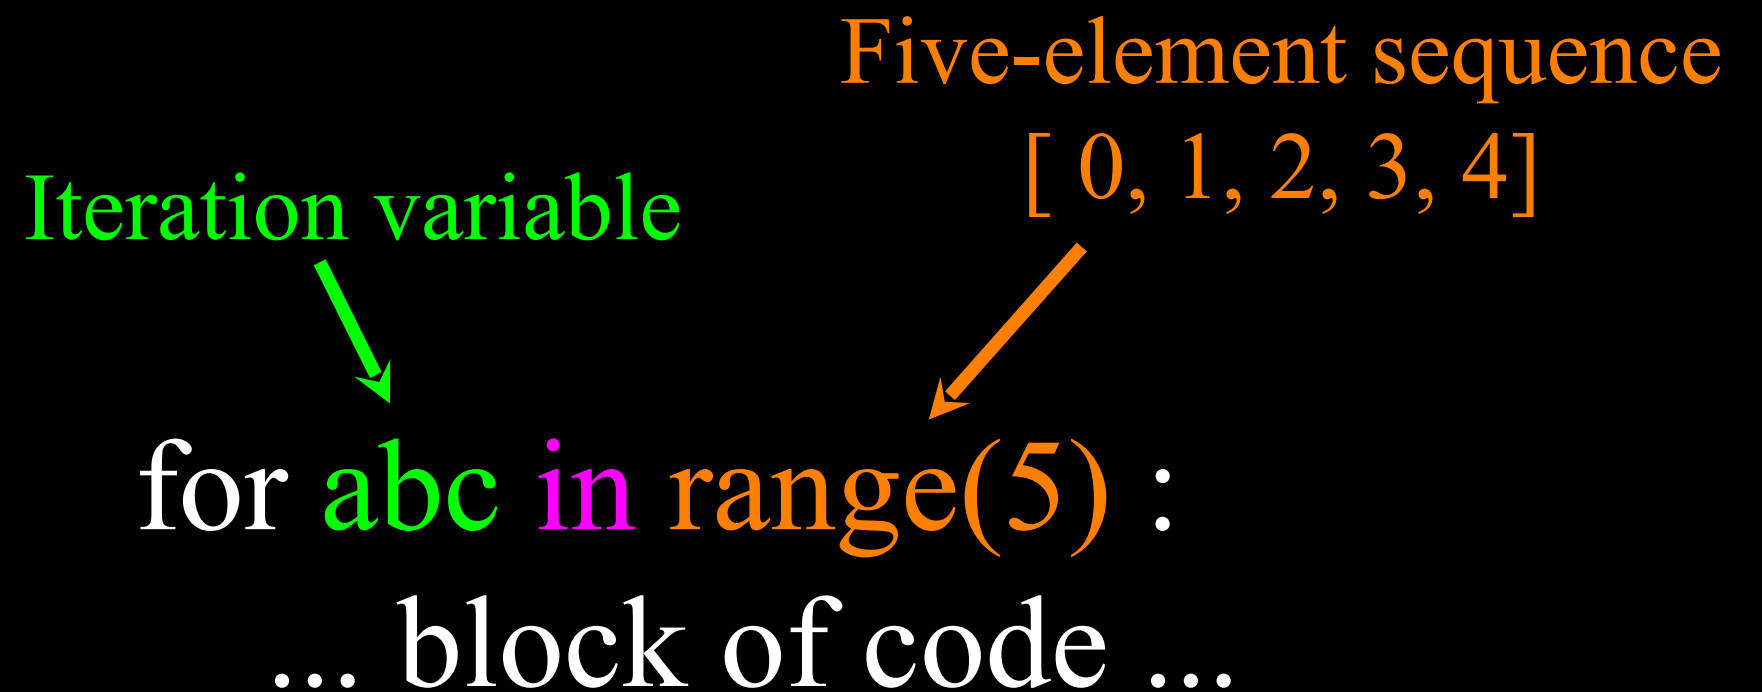 Five-element sequence
[ 0, 1, 2, 3, 4]
Iteration variable
for abc in range(5) :
... block of code ...